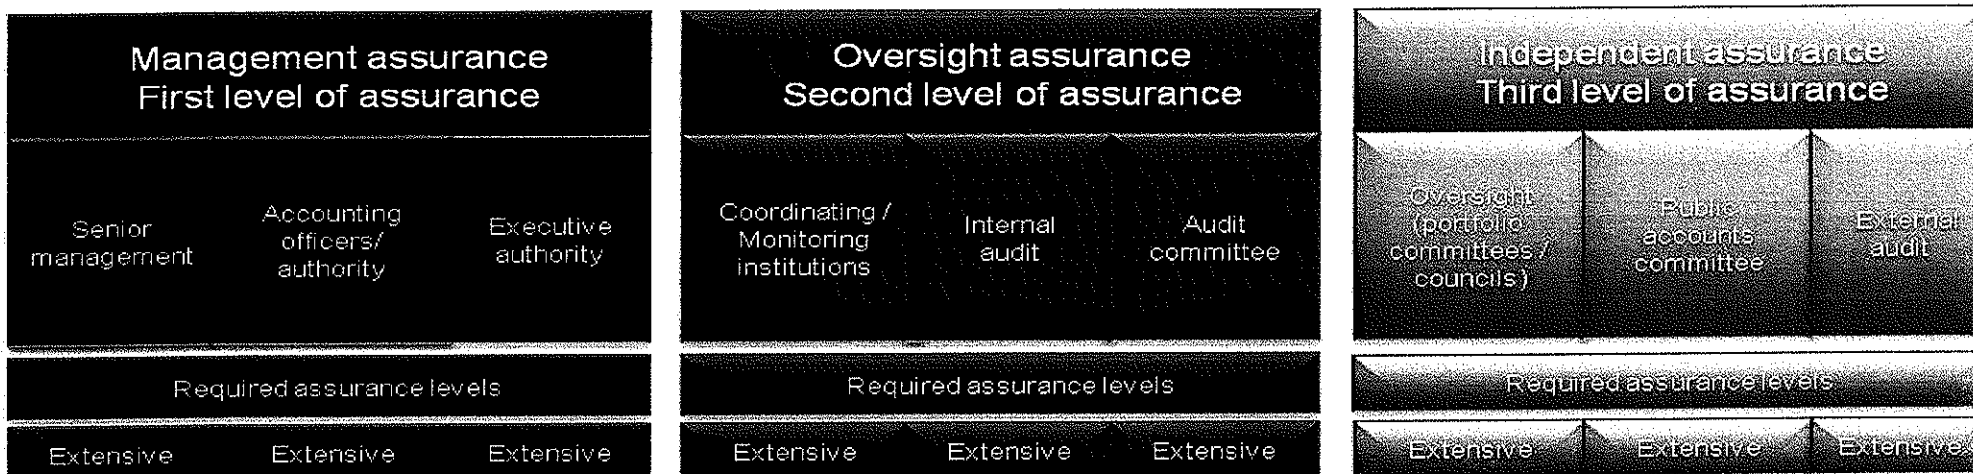 Management assurance
First level of assurance
Senior
management
Accounting
officers/
authority
Executive
authority
Required assurance levels
Extensive
Extensive
Extensive
Oversight assurance
Second level of assurance
Coordinating /
Monitoring
institutions
Internal
audit
Audit
committee
Required assurance levels
Extensive
Extensive
Extensive
Independent assurance
Third level of assurance
Oversight
(portfolio
committees /
councils)
Public
accounts
committee
External
audit
Required assurance levels
Extensive
Extensive
Extensive